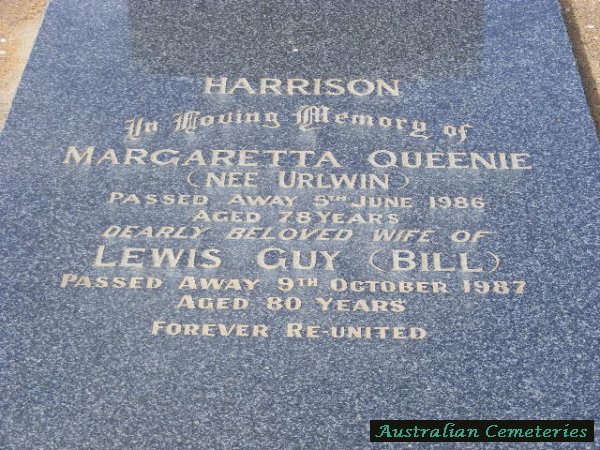 HARRISON
In Loving Memory of
MARGARETTA QUEENIE
(NEE URLWIN)
PASSED AWAY 5TH JUNE 1986
AGED 78 YEARS
DEARLY BELOVED WIFE OF
LEWIS GUY (BILL)
PASSED AWAY 9TH OCTOBER 1987
AGED 80 YEARS
FOREVER RE-UNITED
Australian Cemeteries